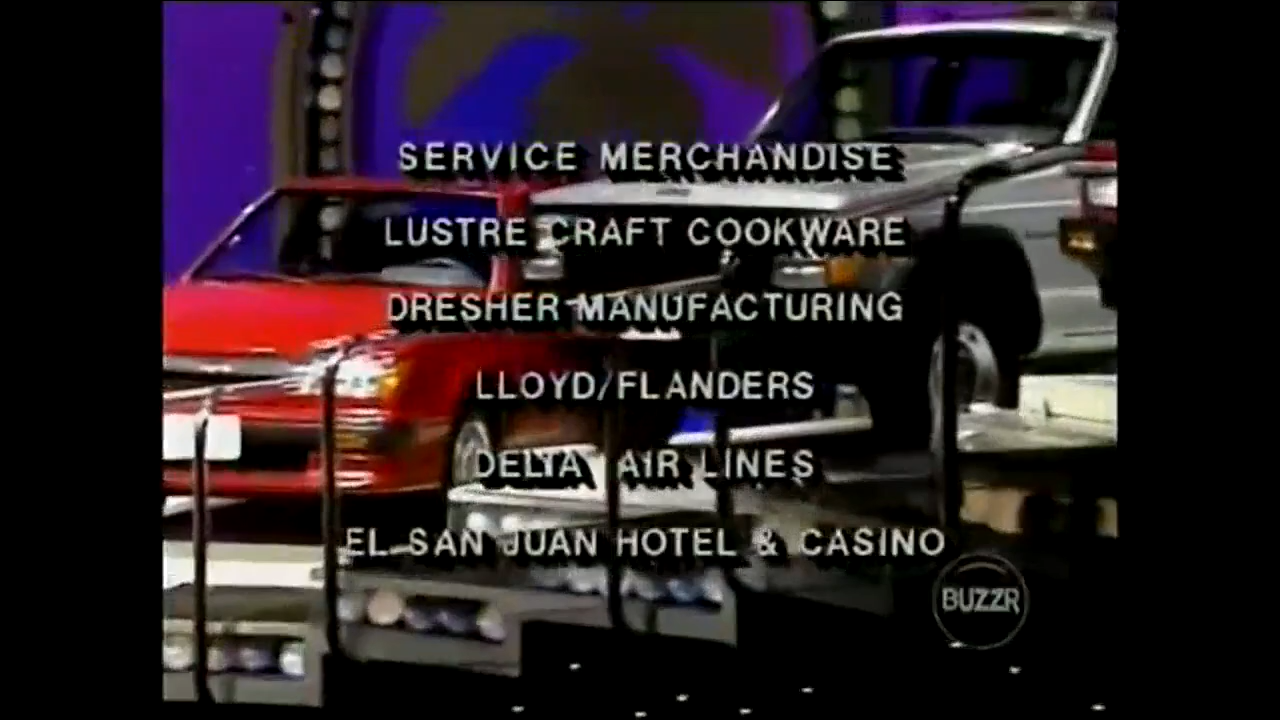 SERVICE MERCHANDISE
LUSTRE CRAFT COOKWARE
DRESHER MANUFACTURING
LLOYD/FLANDERS
DELTA AIR LINES
EL SAN JUAN HOTEL & CASINO
BUZZR